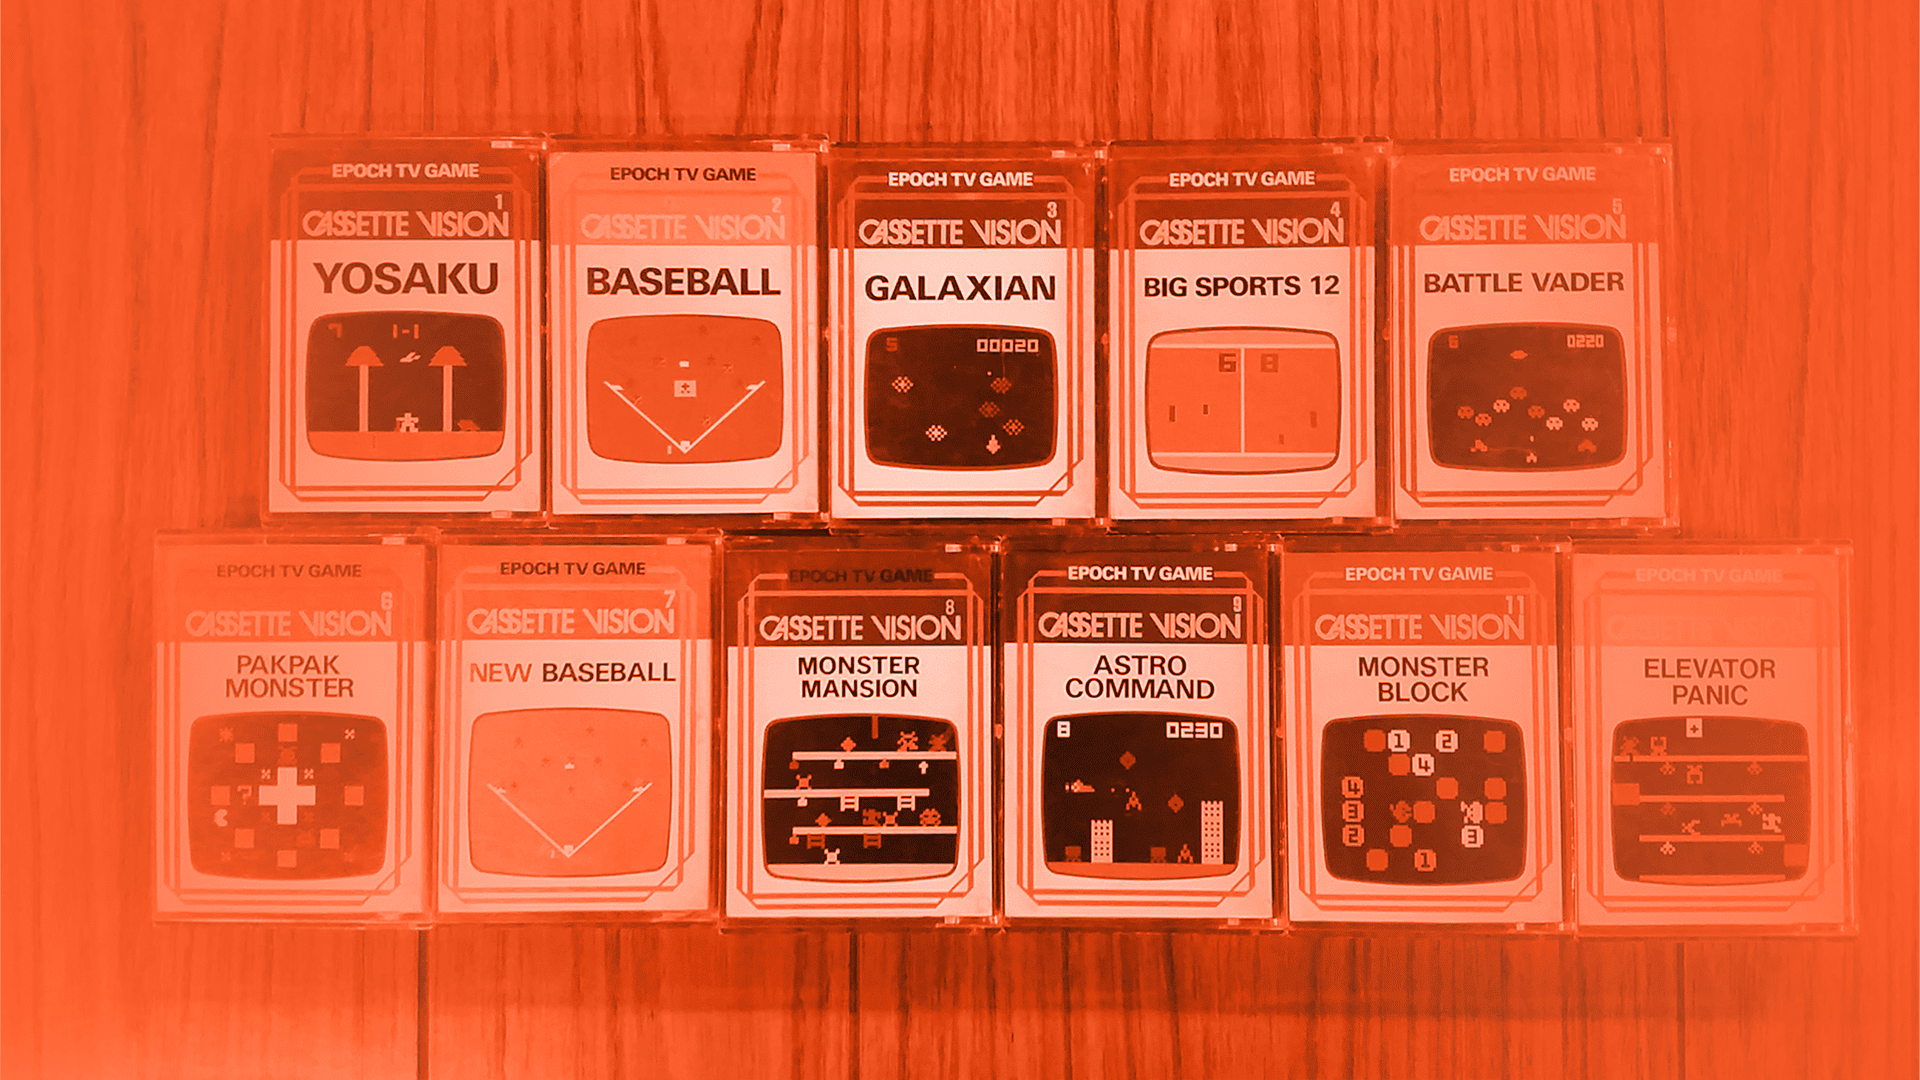 EPOCH TV GAME
1
CASSETTE VISION
YOSAKU
7 1-1
EPOCH TV GAME
2
CASSETTE VISION
BASEBALL
EPOCH TV GAME
3
CASSETTE VISION
GALAXIAN
5 00020
EPOCH TV GAME
4
CASSETTE VISION
BIG SPORTS 12
6 8
EPOCH TV GAME
5
CASSETTE VISION
BATTLE VADER
6 0220
EPOCH TV GAME
6
CASSETTE VISION
PAKPAK
MONSTER
?
EPOCH TV GAME
7
CASSETTE VISION
NEW BASEBALL
EPOCH TV GAME
8
CASSETTE VISION
MONSTER
MANSION
EPOCH TV GAME
9
CASSETTE VISION
ASTRO
COMMAND
8 0230
EPOCH TV GAME
11
CASSETTE VISION
MONSTER
BLOCK
1 2
4
4
3
2 3
1
EPOCH TV GAME
CASSETTE VISION
ELEVATOR
PANIC